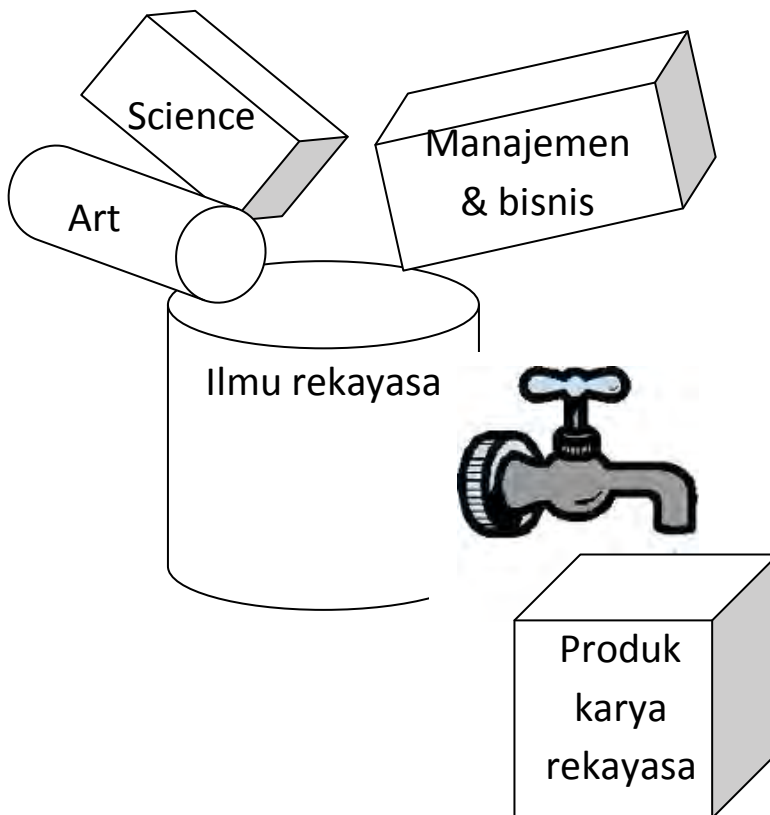 Science
Manajemen
& bisnis
Art
Ilmu rekayasa
Produk
karya
rekayasa